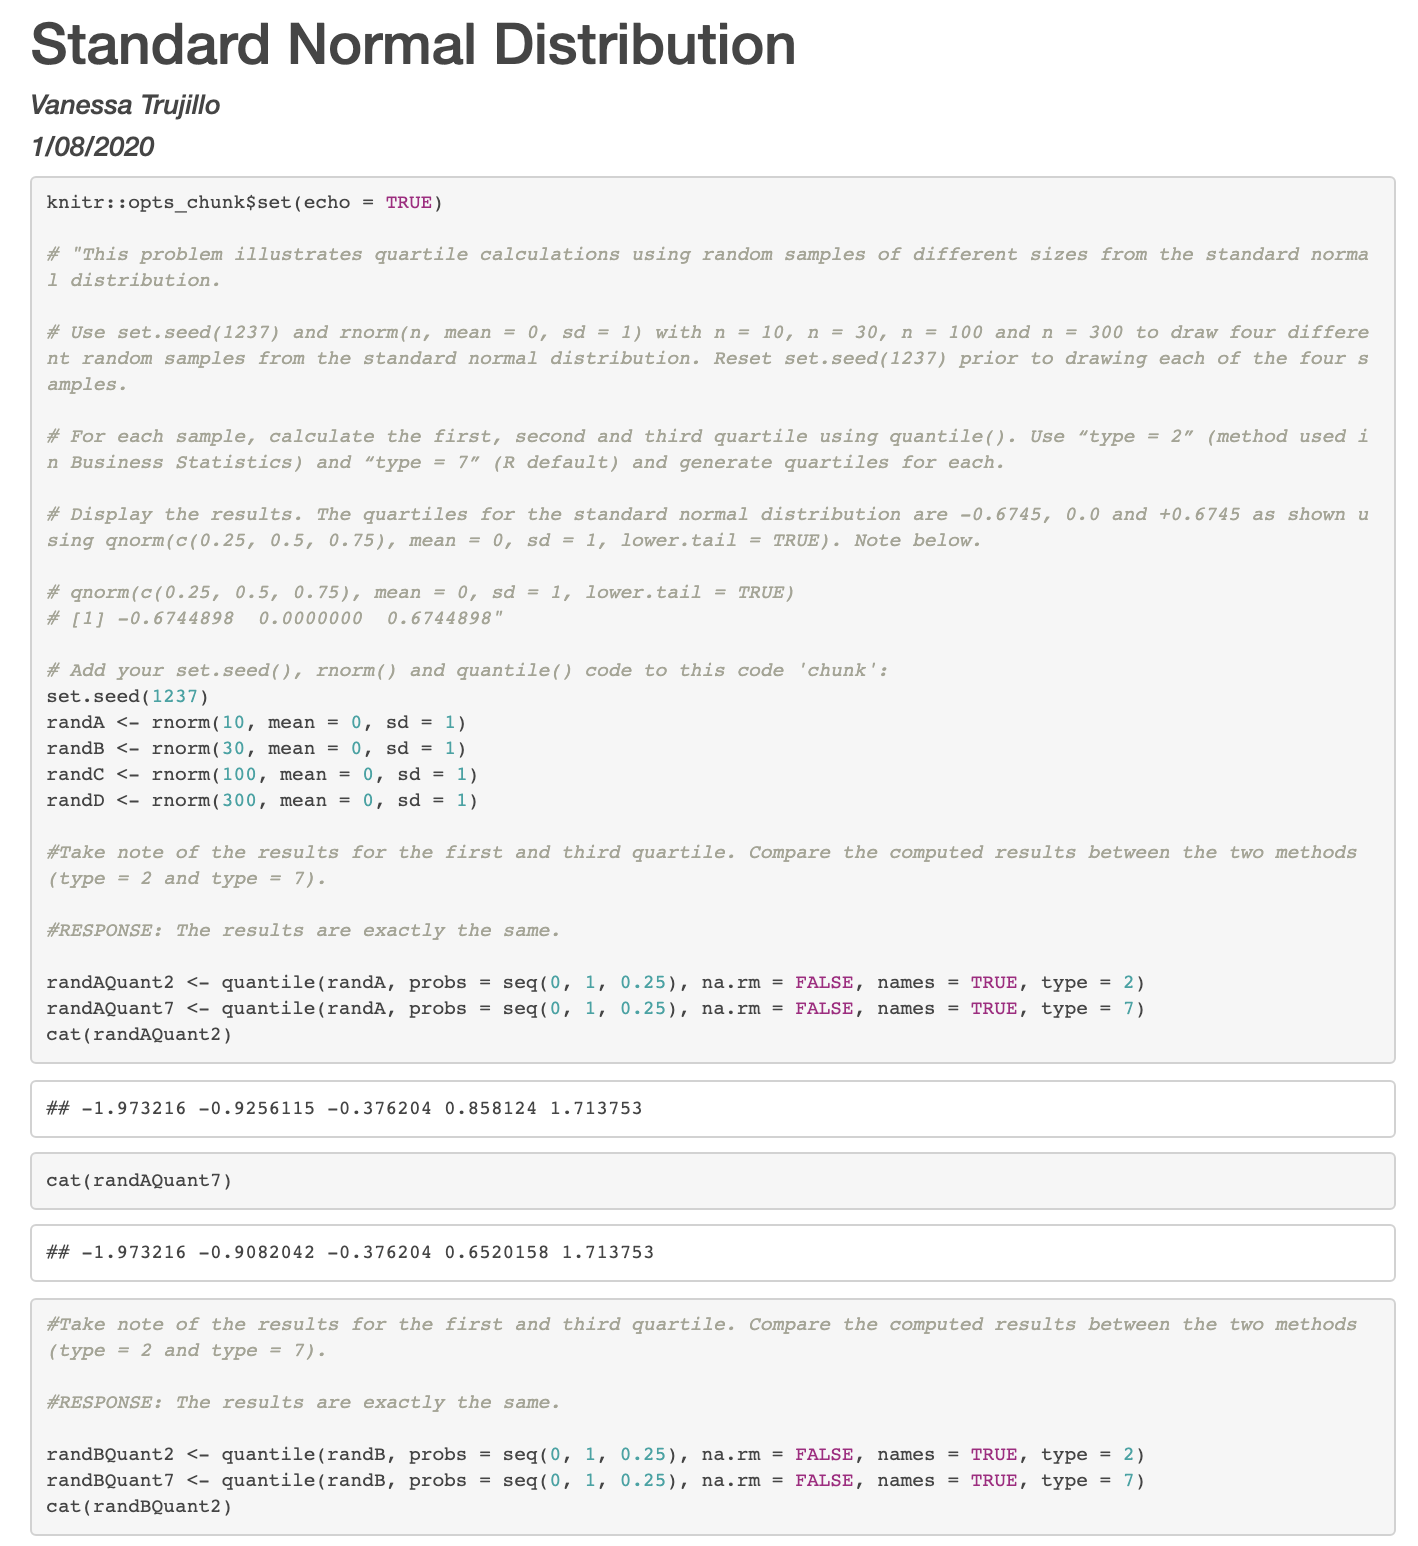 Standard Normal Distribution
Vanessa Trujillo
1/08/2020
knitr::opts_chunk$set(echo = TRUE)
# "This problem illustrates quartile calculations using random samples of different sizes from the standard norma
l distribution.
# Use set.seed(1237) and rnorm(n, mean = 0, sd = 1) with n = 10, n = 30, n = 100 and n = 300 to draw four differe
nt random samples from the standard normal distribution. Reset set.seed(1237) prior to drawing each of the four s
amples.
# For each sample, calculate the first, second and third quartile using quantile(). Use “type = 2” (method used i
n Business Statistics) and “type = 7” (R default) and generate quartiles for each.
# Display the results. The quartiles for the standard normal distribution are -0.6745, 0.0 and +0.6745 as shown u
sing qnorm(c(0.25, 0.5, 0.75), mean = 0, sd = 1, lower.tail = TRUE). Note below.
# qnorm(c(0.25, 0.5, 0.75), mean = 0, sd = 1, lower.tail = TRUE)
# [1] -0.6744898  0.0000000  0.6744898"
# Add your set.seed(), rnorm() and quantile() code to this code 'chunk':
set.seed(1237)
randA <- rnorm(10, mean = 0, sd = 1)
randB <- rnorm(30, mean = 0, sd = 1)
randC <- rnorm(100, mean = 0, sd = 1)
randD <- rnorm(300, mean = 0, sd = 1)
#Take note of the results for the first and third quartile. Compare the computed results between the two methods
(type = 2 and type = 7).
#RESPONSE: The results are exactly the same.
randAQuant2 <- quantile(randA, probs = seq(0, 1, 0.25), na.rm = FALSE, names = TRUE, type = 2)
randAQuant7 <- quantile(randA, probs = seq(0, 1, 0.25), na.rm = FALSE, names = TRUE, type = 7)
cat(randAQuant2)
## -1.973216 -0.9256115 -0.376204 0.858124 1.713753
cat(randAQuant7)
## -1.973216 -0.9082042 -0.376204 0.6520158 1.713753
#Take note of the results for the first and third quartile. Compare the computed results between the two methods
(type = 2 and type = 7).
#RESPONSE: The results are exactly the same.
randBQuant2 <- quantile(randB, probs = seq(0, 1, 0.25), na.rm = FALSE, names = TRUE, type = 2)
randBQuant7 <- quantile(randB, probs = seq(0, 1, 0.25), na.rm = FALSE, names = TRUE, type = 7)
cat(randBQuant2)